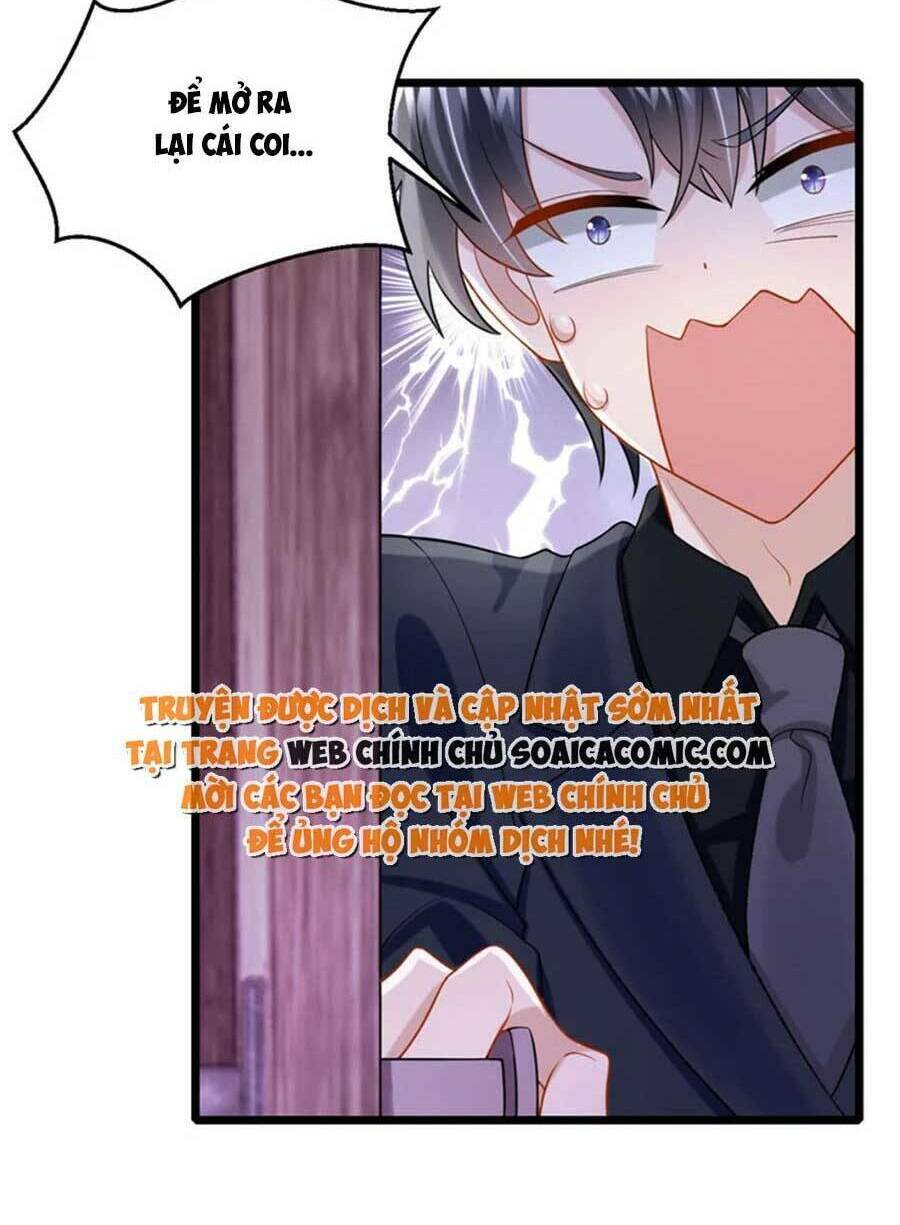 ĐỂ MỞ RA
LẠI CÁI COI...
TRUYỆN ĐƯỢC DỊCH VÀ CẬP NHẬT SỚM NHẤT
TẠI TRANG WEB CHÍNH CHỦ SOAICACOMIC.COM
MỜI CÁC BẠN ĐỌC TẠI WEB CHÍNH CHỦ
ĐỂ ỦNG HỘ NHÓM DỊCH NHÉ!